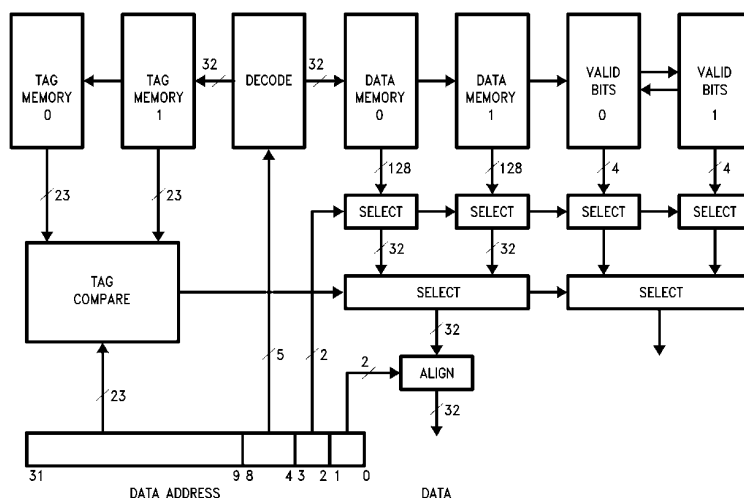 TAG
MEMORY
0
TAG
MEMORY
1
32
DECODE
32
DATA
MEMORY
0
DATA
MEMORY
1
VALID
BITS
0
VALID
BITS
1
23
23
128
128
4
4
SELECT
SELECT
SELECT
SELECT
32
32
TAG
COMPARE
SELECT
SELECT
32
5
2
2
ALIGN
23
32
31
9
8
4
3
2
1
0
DATA ADDRESS
DATA